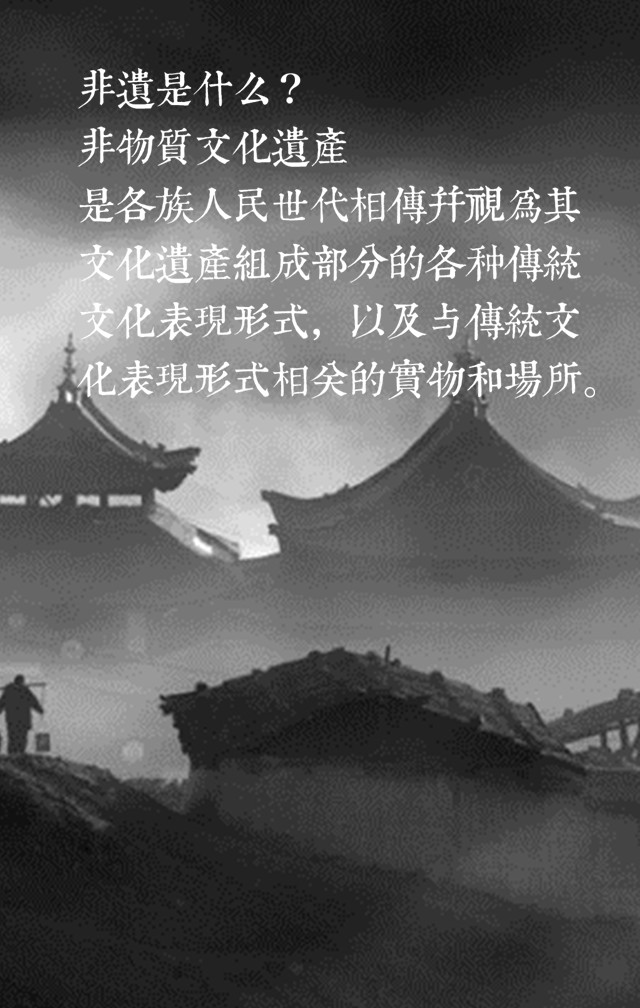 非遺是什么？
非物質文化遺產
是各族人民世代相傳幷視爲其
文化遺產組成部分的各种傳統
文化表現形式，以及与傳統文
化表現形式相关的實物和場所。